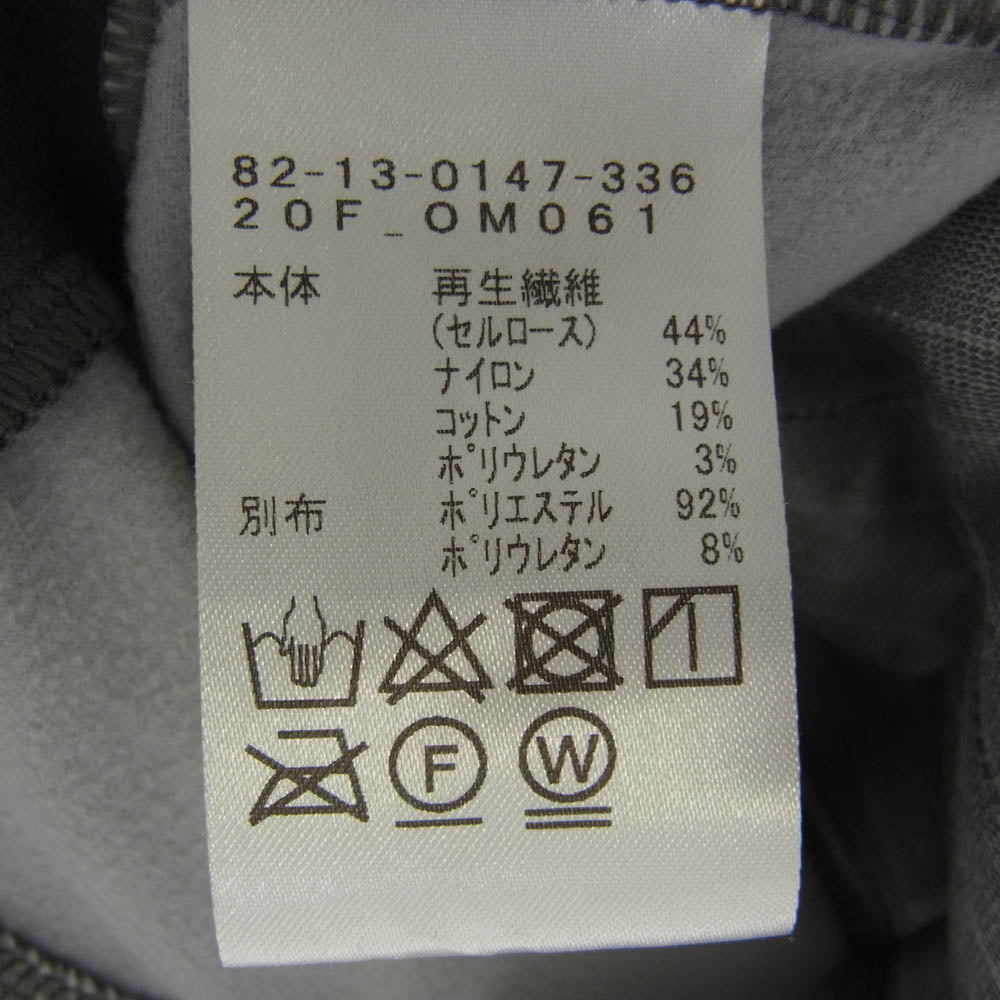 82-13-0147-336
20F_OM061
本体 再生繊維
(セルロース) 44%
ナイロン 34%
コットン 19%
ポリウレタン 3%
別布 ポリエステル 92%
ポリウレタン 8%
F W